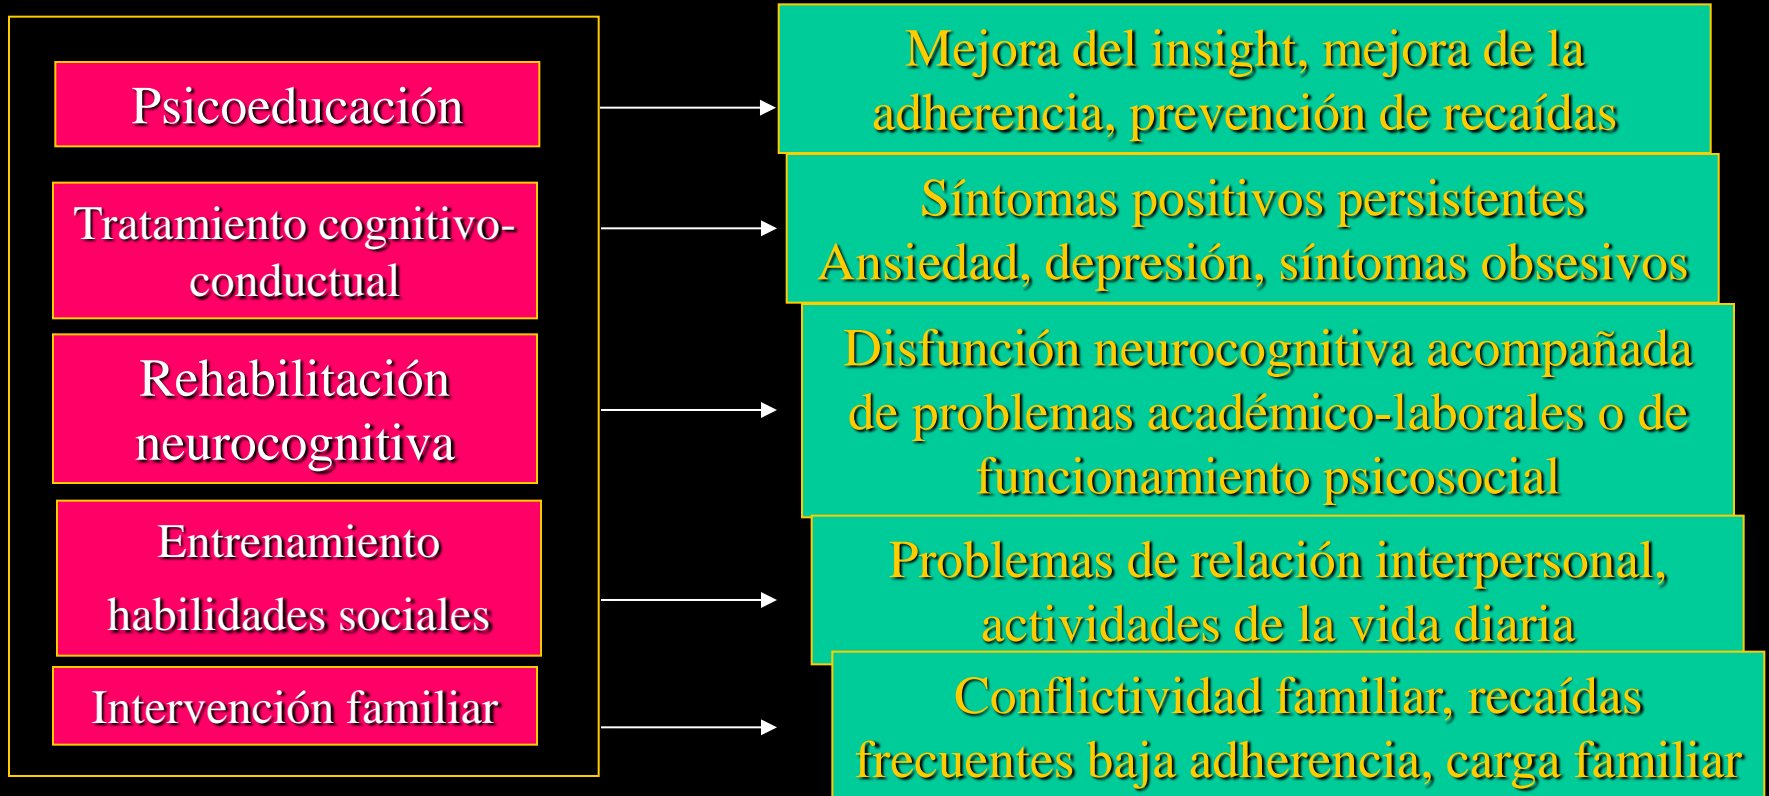 Psicoeducación
Mejora del insight, mejora de la
adherencia, prevención de recaídas
Tratamiento cognitivo-
conductual
Síntomas positivos persistentes
Ansiedad, depresión, síntomas obsesivos
Rehabilitación
neurocognitiva
Disfunción neurocognitiva acompañada
de problemas académico-laborales o de
funcionamiento psicosocial
Entrenamiento
habilidades sociales
Problemas de relación interpersonal,
actividades de la vida diaria
Intervención familiar
Conflictividad familiar, recaídas
frecuentes baja adherencia, carga familiar